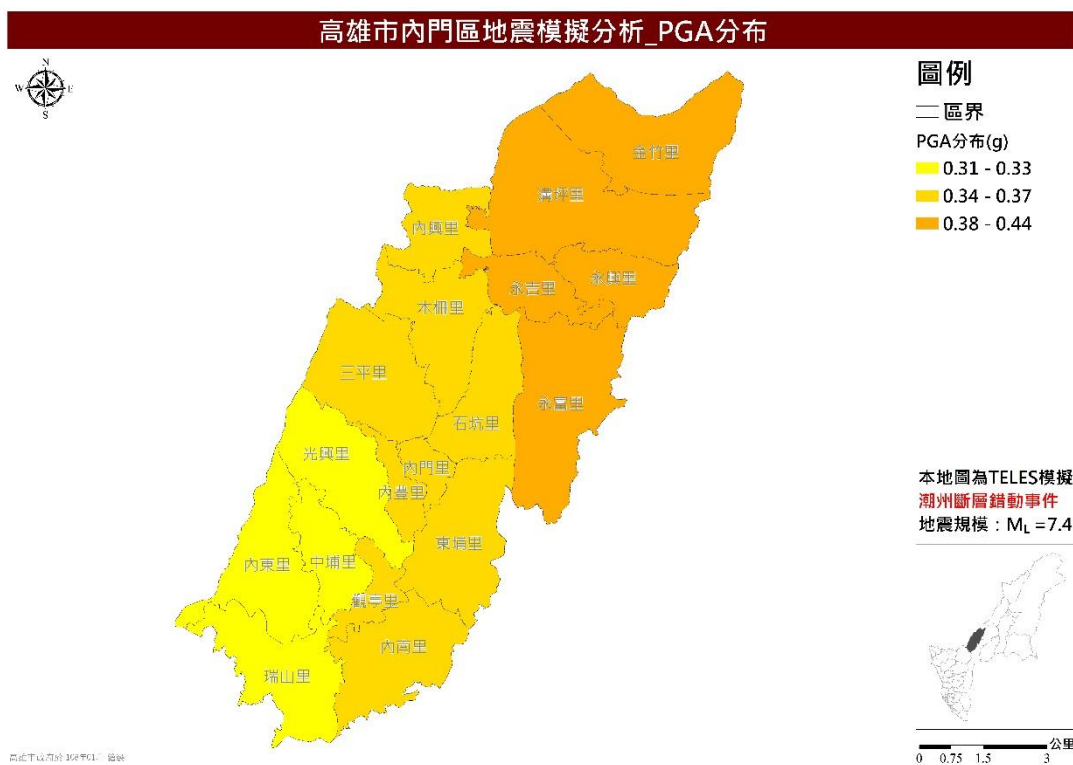 高雄市內門區地震模擬分析_PGA分布
N
W
E
S
圖例
區界
PGA分布(g)
0.31 - 0.33
0.34 - 0.37
0.38 - 0.44
金竹里
溝坪里
內興里
永吉里
永興里
木柵里
三平里
永富里
石坑里
光興里
內門里
內豐里
東埔里
中埔里
內東里
觀亭里
內南里
瑞山里
本地圖為TELES模擬
潮州斷層錯動事件
地震規模：ML =7.4
公里
0 0.75 1.5 3